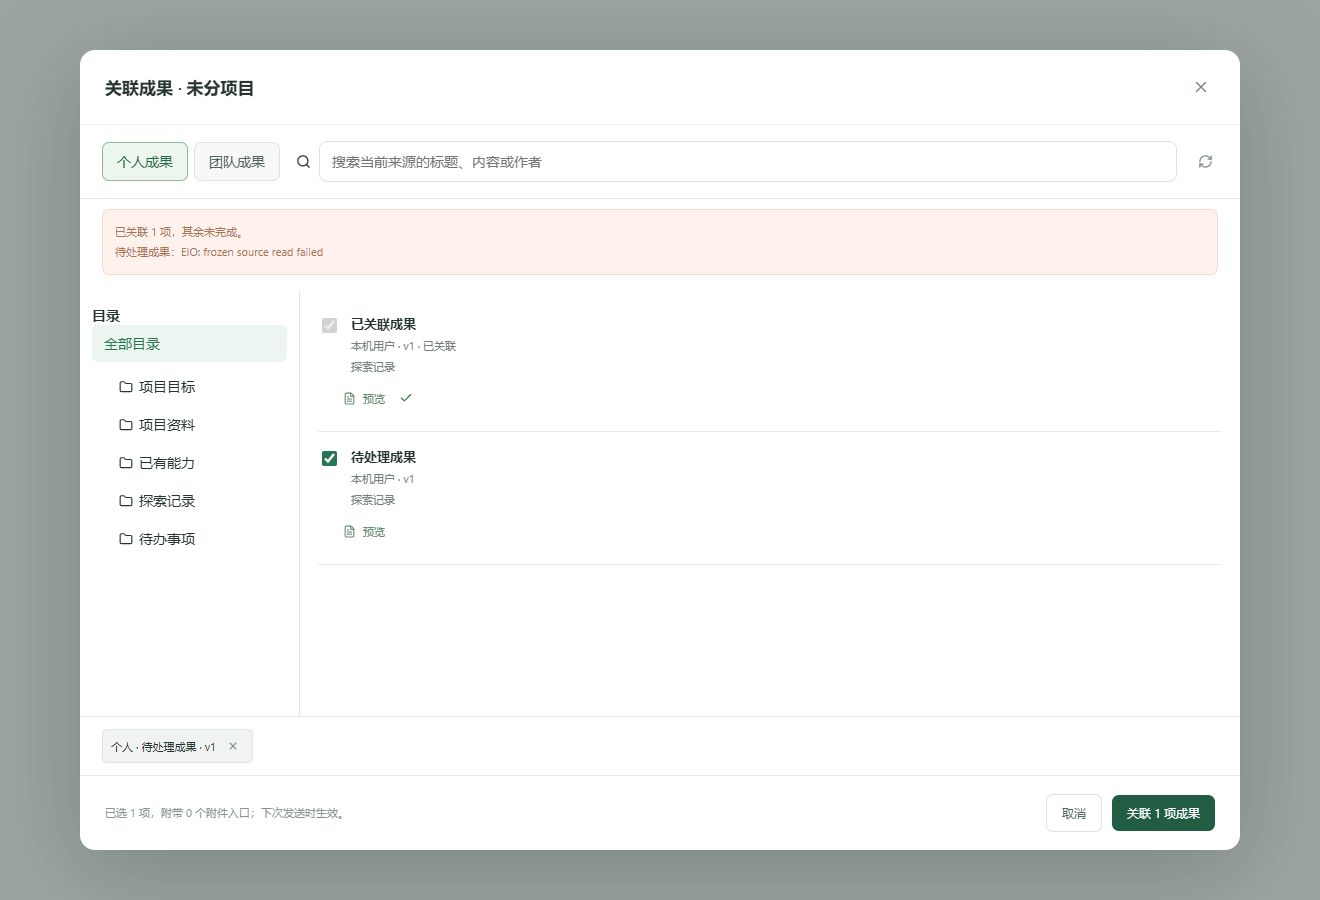 关联成果 · 未分项目
个人成果
团队成果
搜索当前来源的标题、内容或作者
已关联 1 项，其余未完成。
待处理成果：EIO: frozen source read failed
目录
全部目录
项目目标
项目资料
已有能力
探索记录
待办事项
已关联成果
本机用户 · v1 · 已关联
探索记录
预览
待处理成果
本机用户 · v1
探索记录
预览
个人 · 待处理成果 · v1
已选 1 项，附带 0 个附件入口；下次发送时生效。
取消
关联 1 项成果